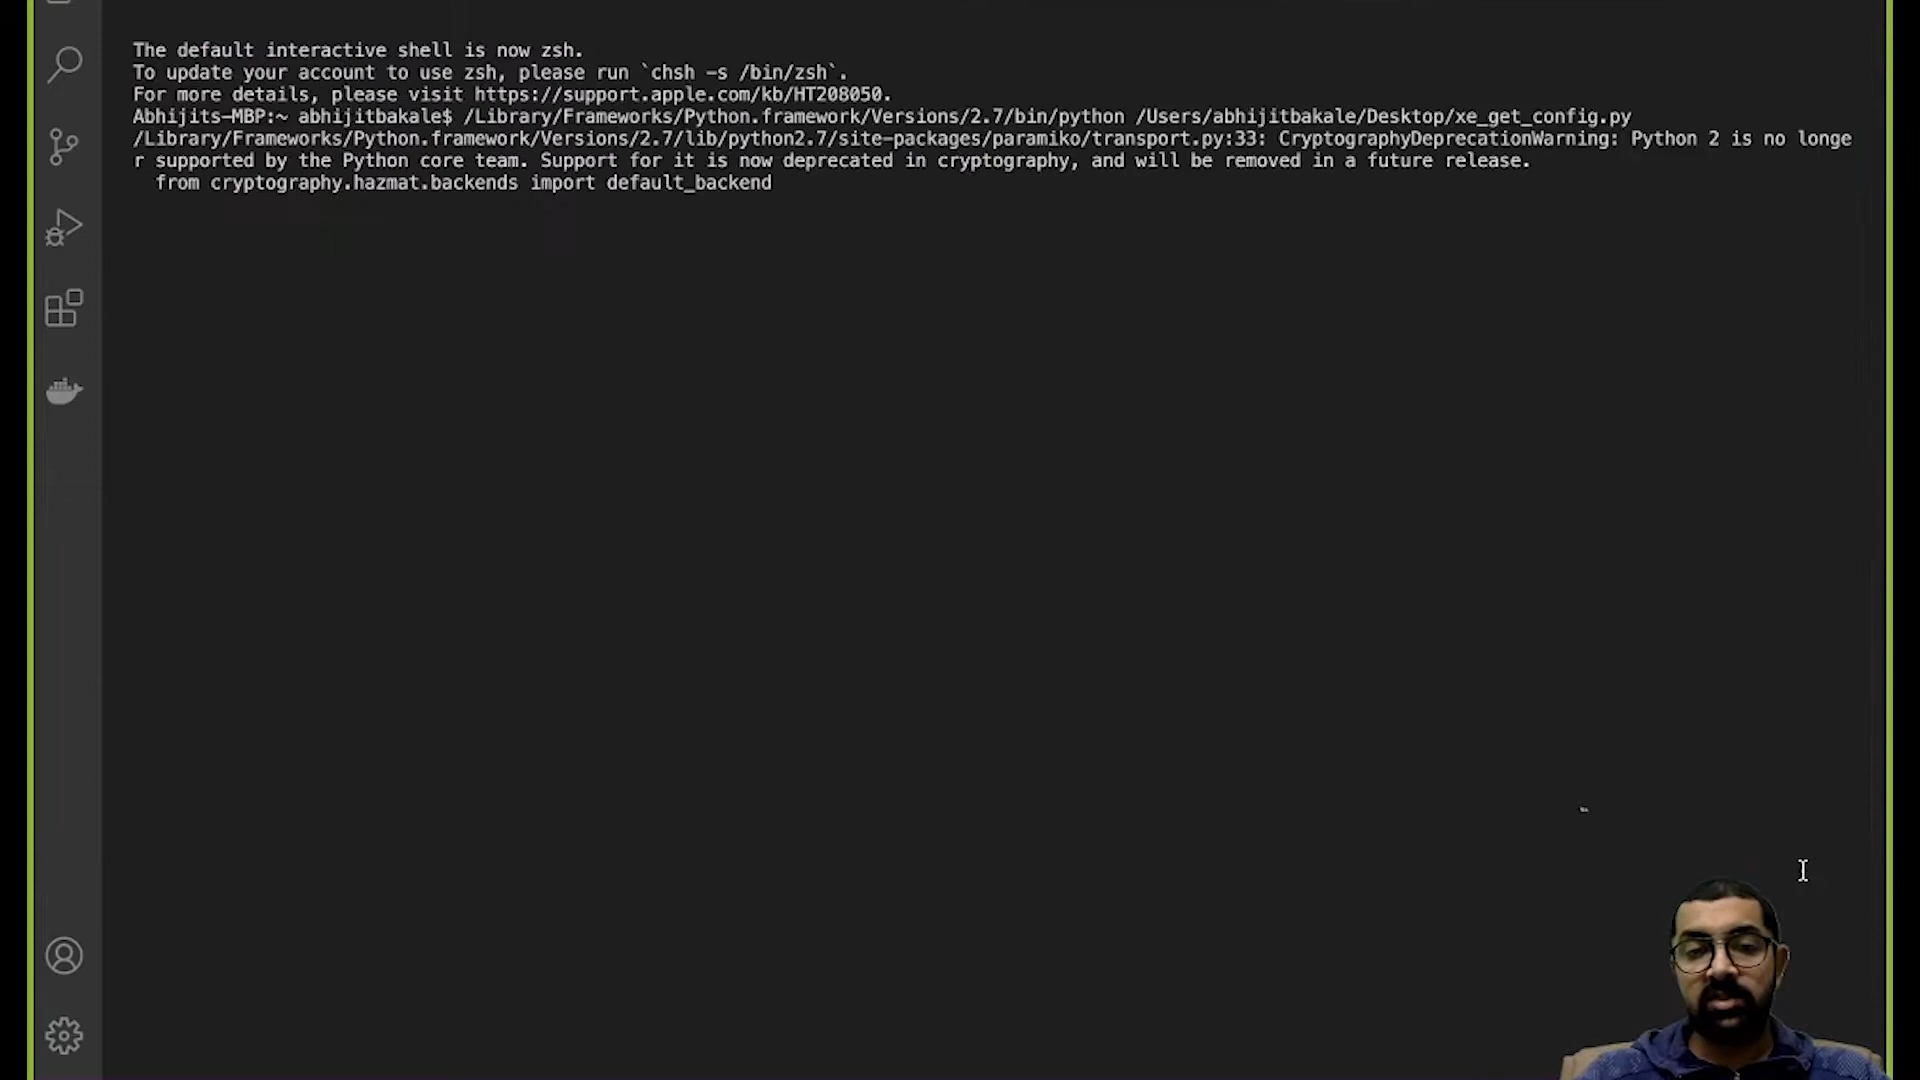 The default interactive shell is now zsh.
To update your account to use zsh, please run `chsh -s /bin/zsh`.
For more details, please visit https://support.apple.com/kb/HT208050.
Abhijits-MBP:~ abhijitbakale$ /Library/Frameworks/Python.framework/Versions/2.7/bin/python /Users/abhijitbakale/Desktop/xe_get_config.py
/Library/Frameworks/Python.framework/Versions/2.7/lib/python2.7/site-packages/paramiko/transport.py:33: CryptographyDeprecationWarning: Python 2 is no longe
r supported by the Python core team. Support for it is now deprecated in cryptography, and will be removed in a future release.
  from cryptography.hazmat.backends import default_backend